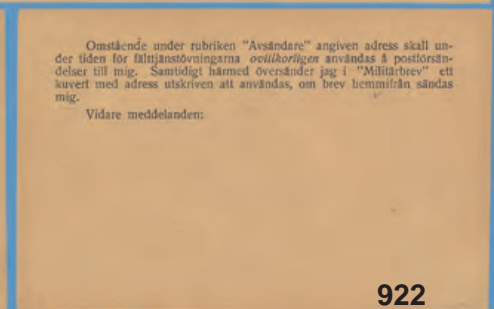 Omstående under rubriken "Avsändare" angiven adress skall un-
der tiden för fälttjänstövningarna ovillkorligen användas å postförsän-
delser till mig. Samtidigt härmed översänder jag i "Militärbrev" ett
kuvert med adress utskriven att användas, om brev hemmifrån sändas
mig.
Vidare meddelanden:
922